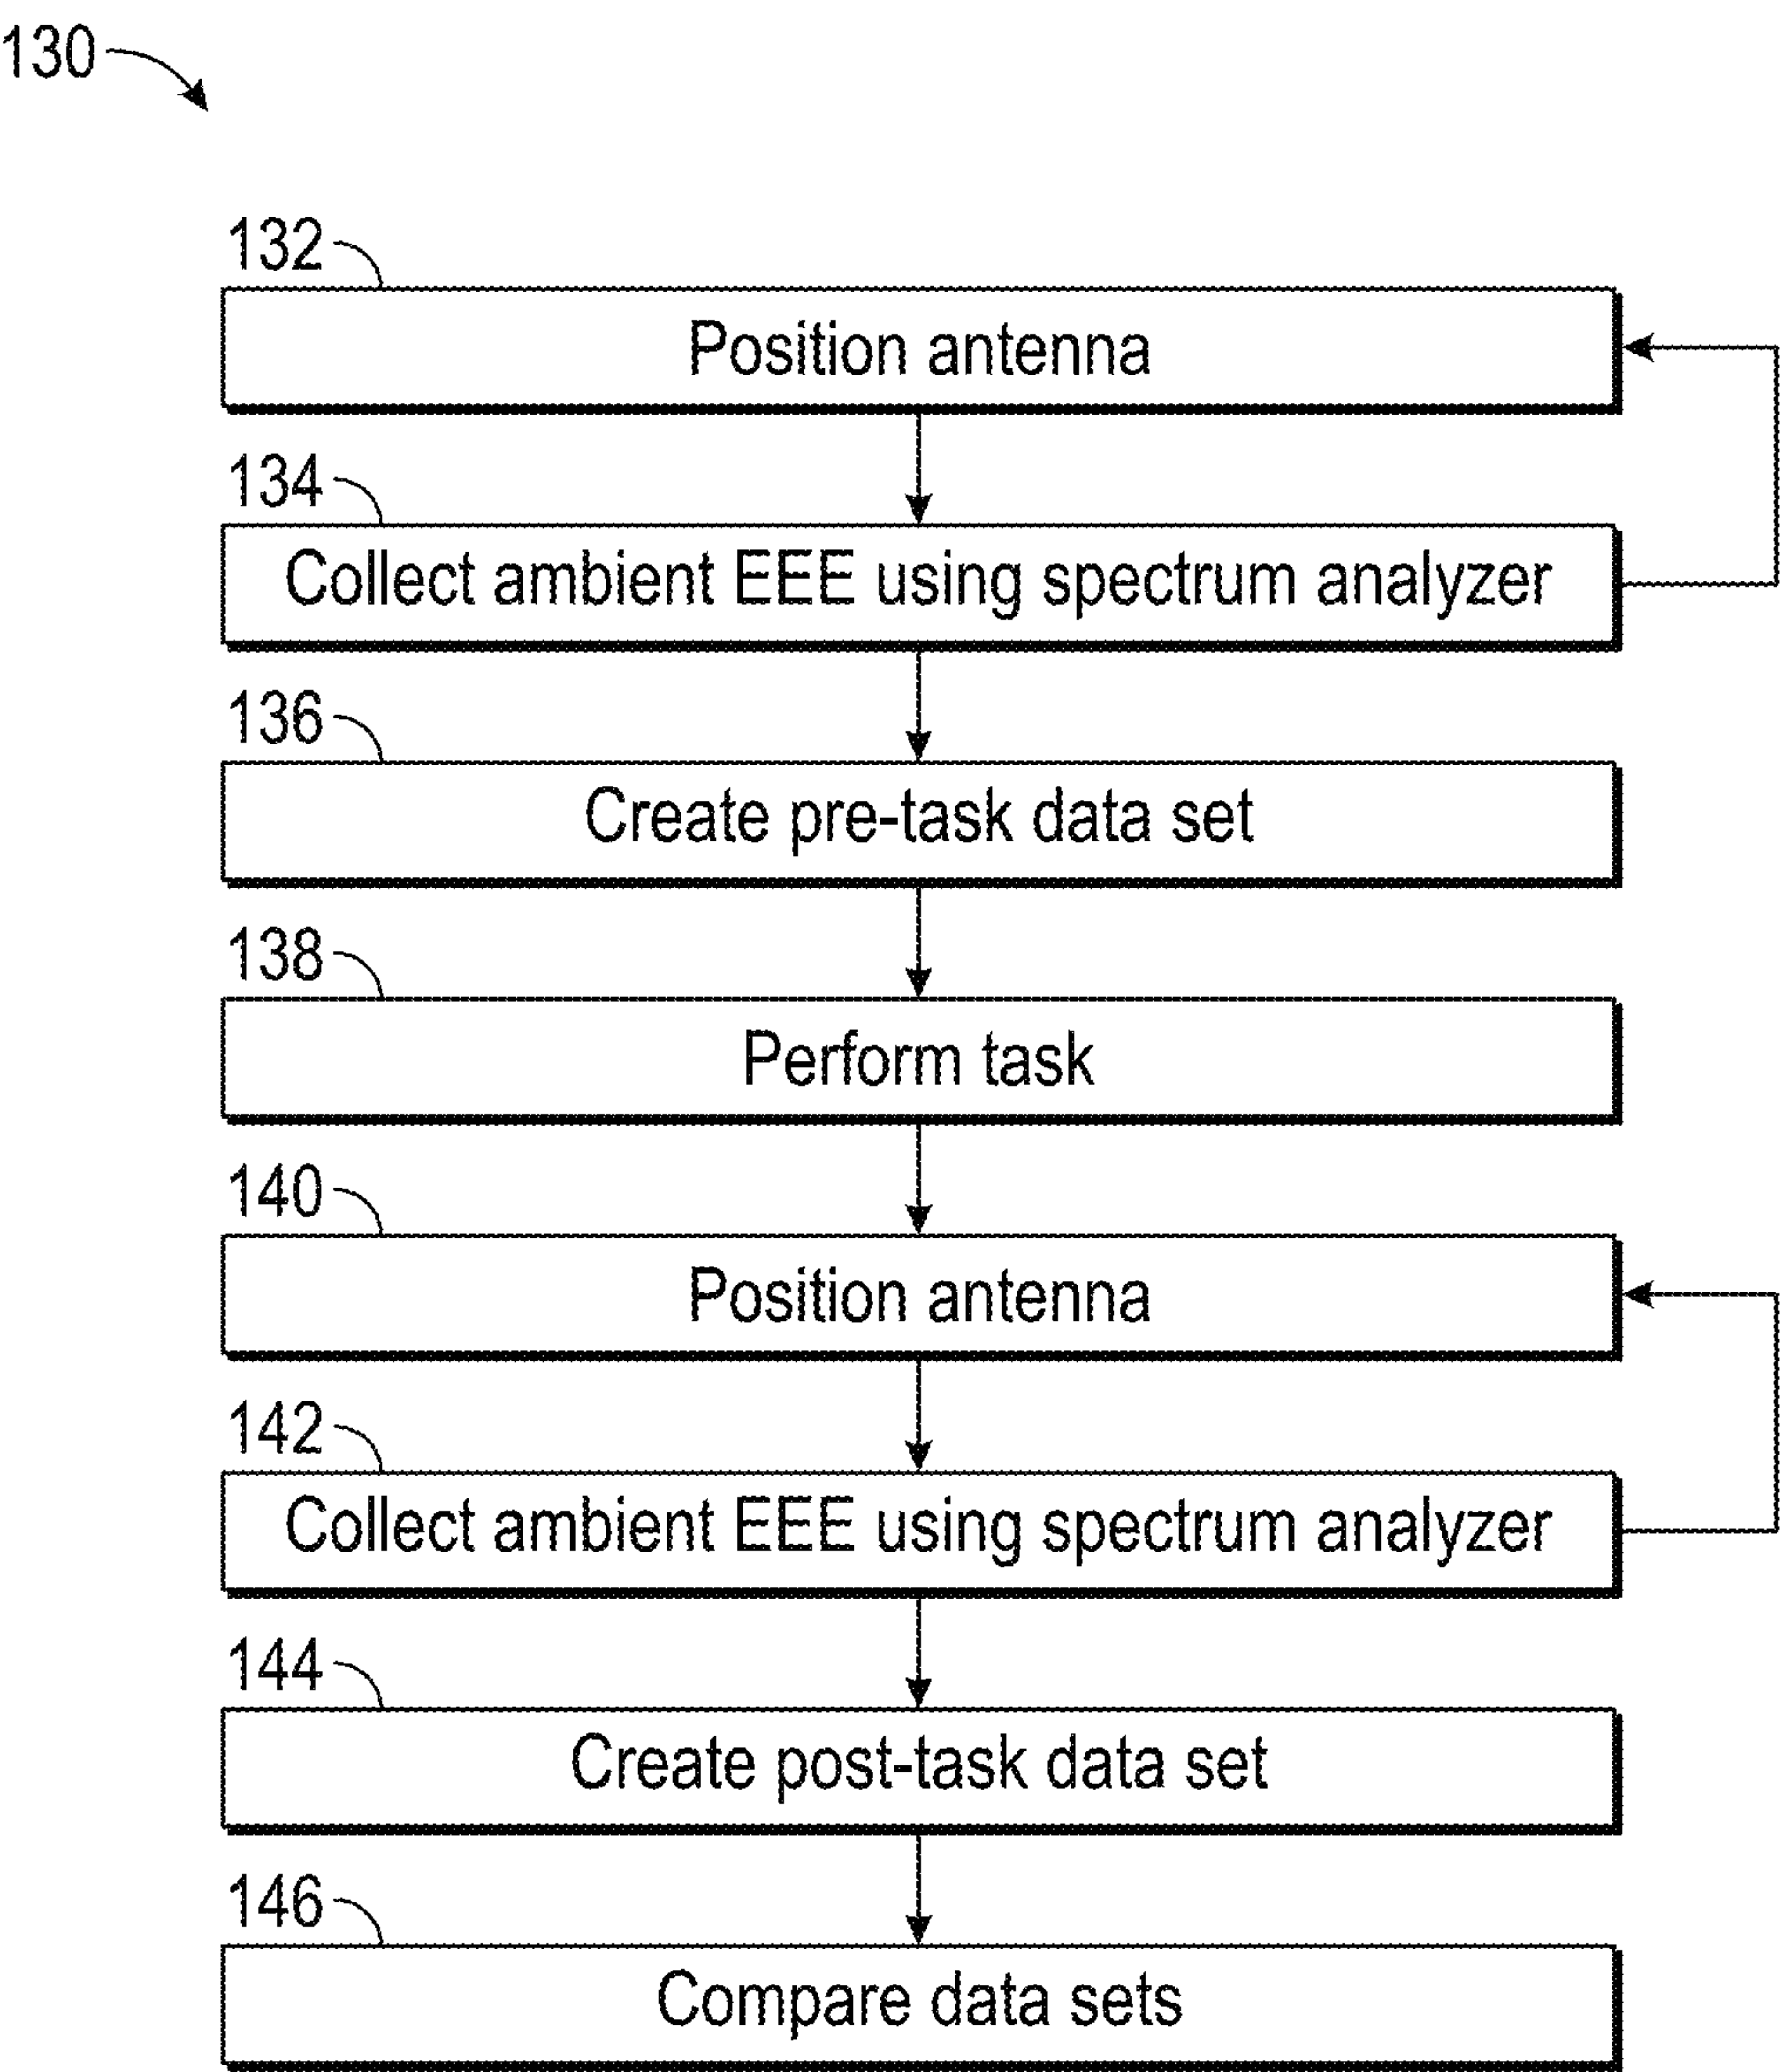 130
132
Position antenna
134
Collect ambient EEE using spectrum analyzer
136
Create pre-task data set
138
Perform task
140
Position antenna
142
Collect ambient EEE using spectrum analyzer
144
Create post-task data set
146
Compare data sets